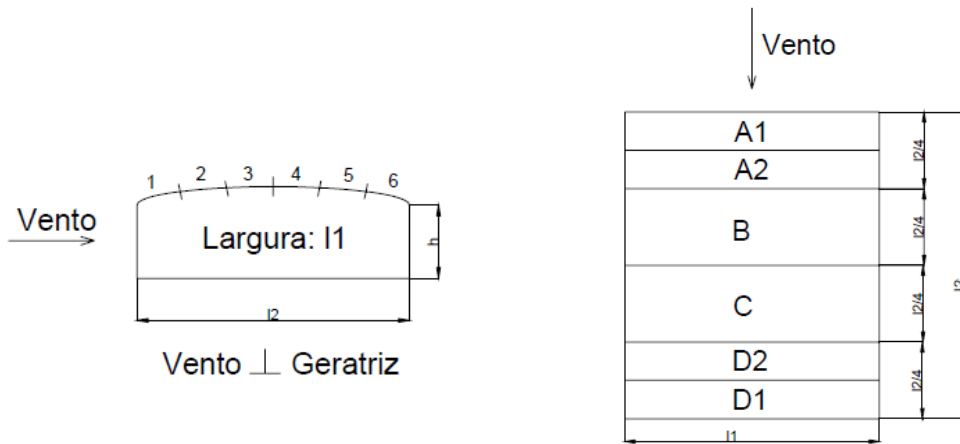 1 2 3 4 5 6
Vento
Largura: l1
h
l2
Vento ⊥ Geratriz
Vento
A1
A2
B
C
D2
D1
l2/4
l2/4
l2/4
l2/4
l2
l1